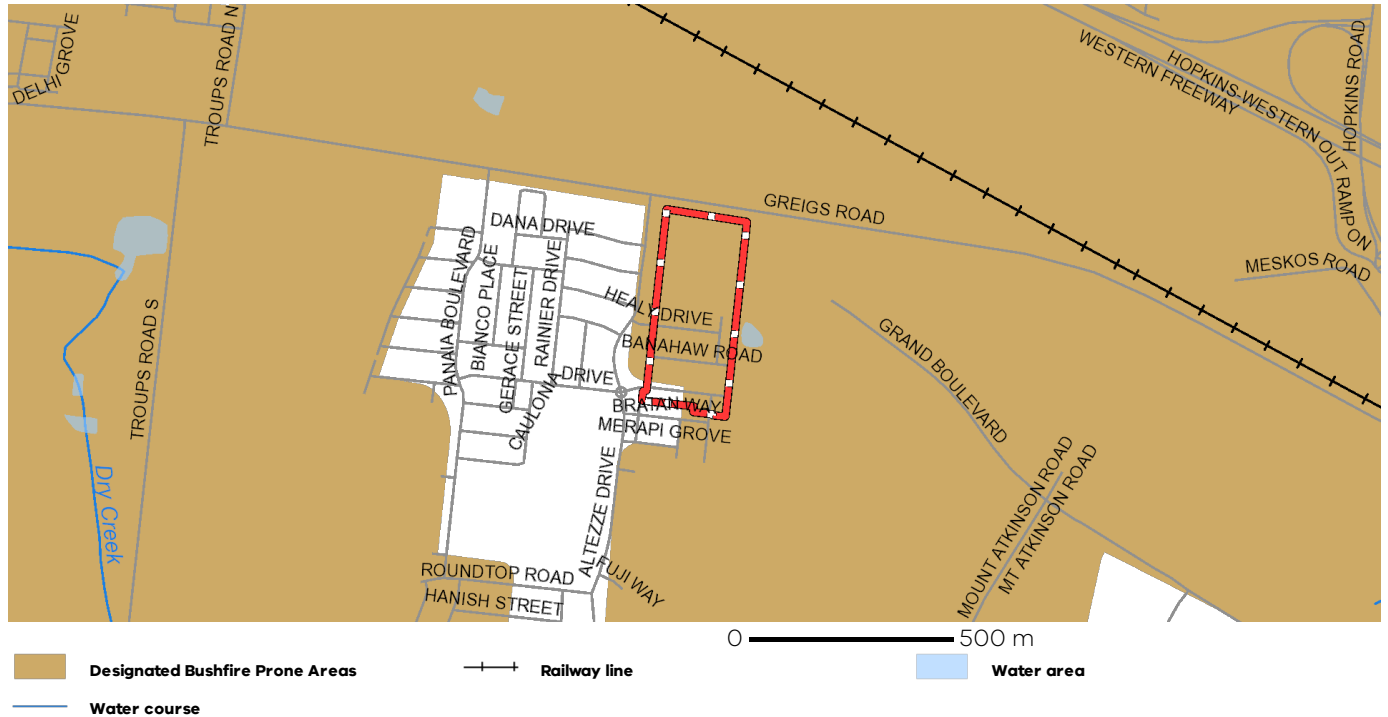 DELHI GROVE
TROUPS ROAD N
WESTERN FREEWAY
HOPKINS-WESTERN OUT RAMP ON
HOPKINS ROAD
GREIGS ROAD
MESKOS ROAD
DANA DRIVE
PANAIA BOULEVARD
BIANCO PLACE
GERACE STREET
RAINIER DRIVE
HEALY DRIVE
BANAHAW ROAD
GRAND BOULEVARD
TROUPS ROAD S
CAULONIA DRIVE
BRATAN WAY
MERAPI GROVE
ALTEZZE DRIVE
Dry Creek
MOUNT ATKINSON ROAD
MT ATKINSON ROAD
ROUNDTOP ROAD
FUJI WAY
HANISH STREET
0 500 m
Designated Bushfire Prone Areas
Railway line
Water area
Water course